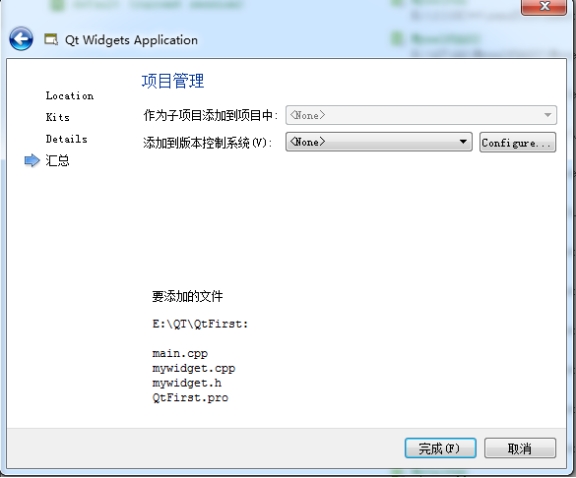 Qt Widgets Application
项目管理
Location
Kits
Details
汇总
作为子项目添加到项目中: <None>
添加到版本控制系统(V): <None> Configure...
要添加的文件
E:\QT\QtFirst:
main.cpp
mywidget.cpp
mywidget.h
QtFirst.pro
完成(F) 取消